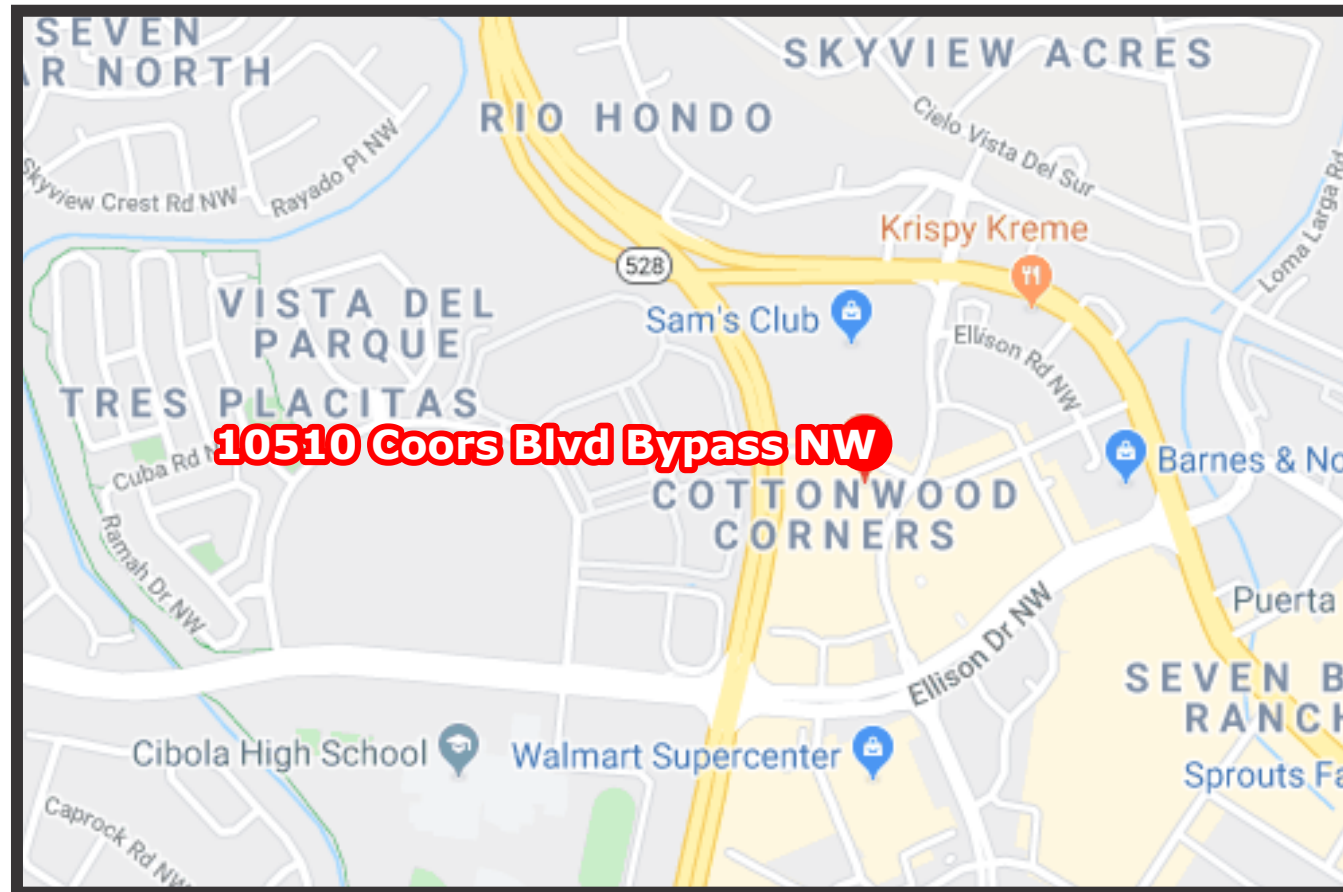 SEVEN
AR NORTH
SKYVIEW ACRES
RIO HONDO
Cielo Vista Del Sur
Rayado Pl NW
Skyview Crest Rd NW
Loma Larga Rd
Krispy Kreme
528
VISTA DEL
PARQUE
Sam's Club
Ellison Rd NW
TRES PLACITAS
10510 Coors Blvd Bypass NW
Cuba Rd N
Barnes & No
COTTONWOOD
CORNERS
Ramah Dr NW
Puerta
Ellison Dr NW
SEVEN B
RANCH
Cibola High School
Walmart Supercenter
Sprouts Fa
Caprock Rd NW